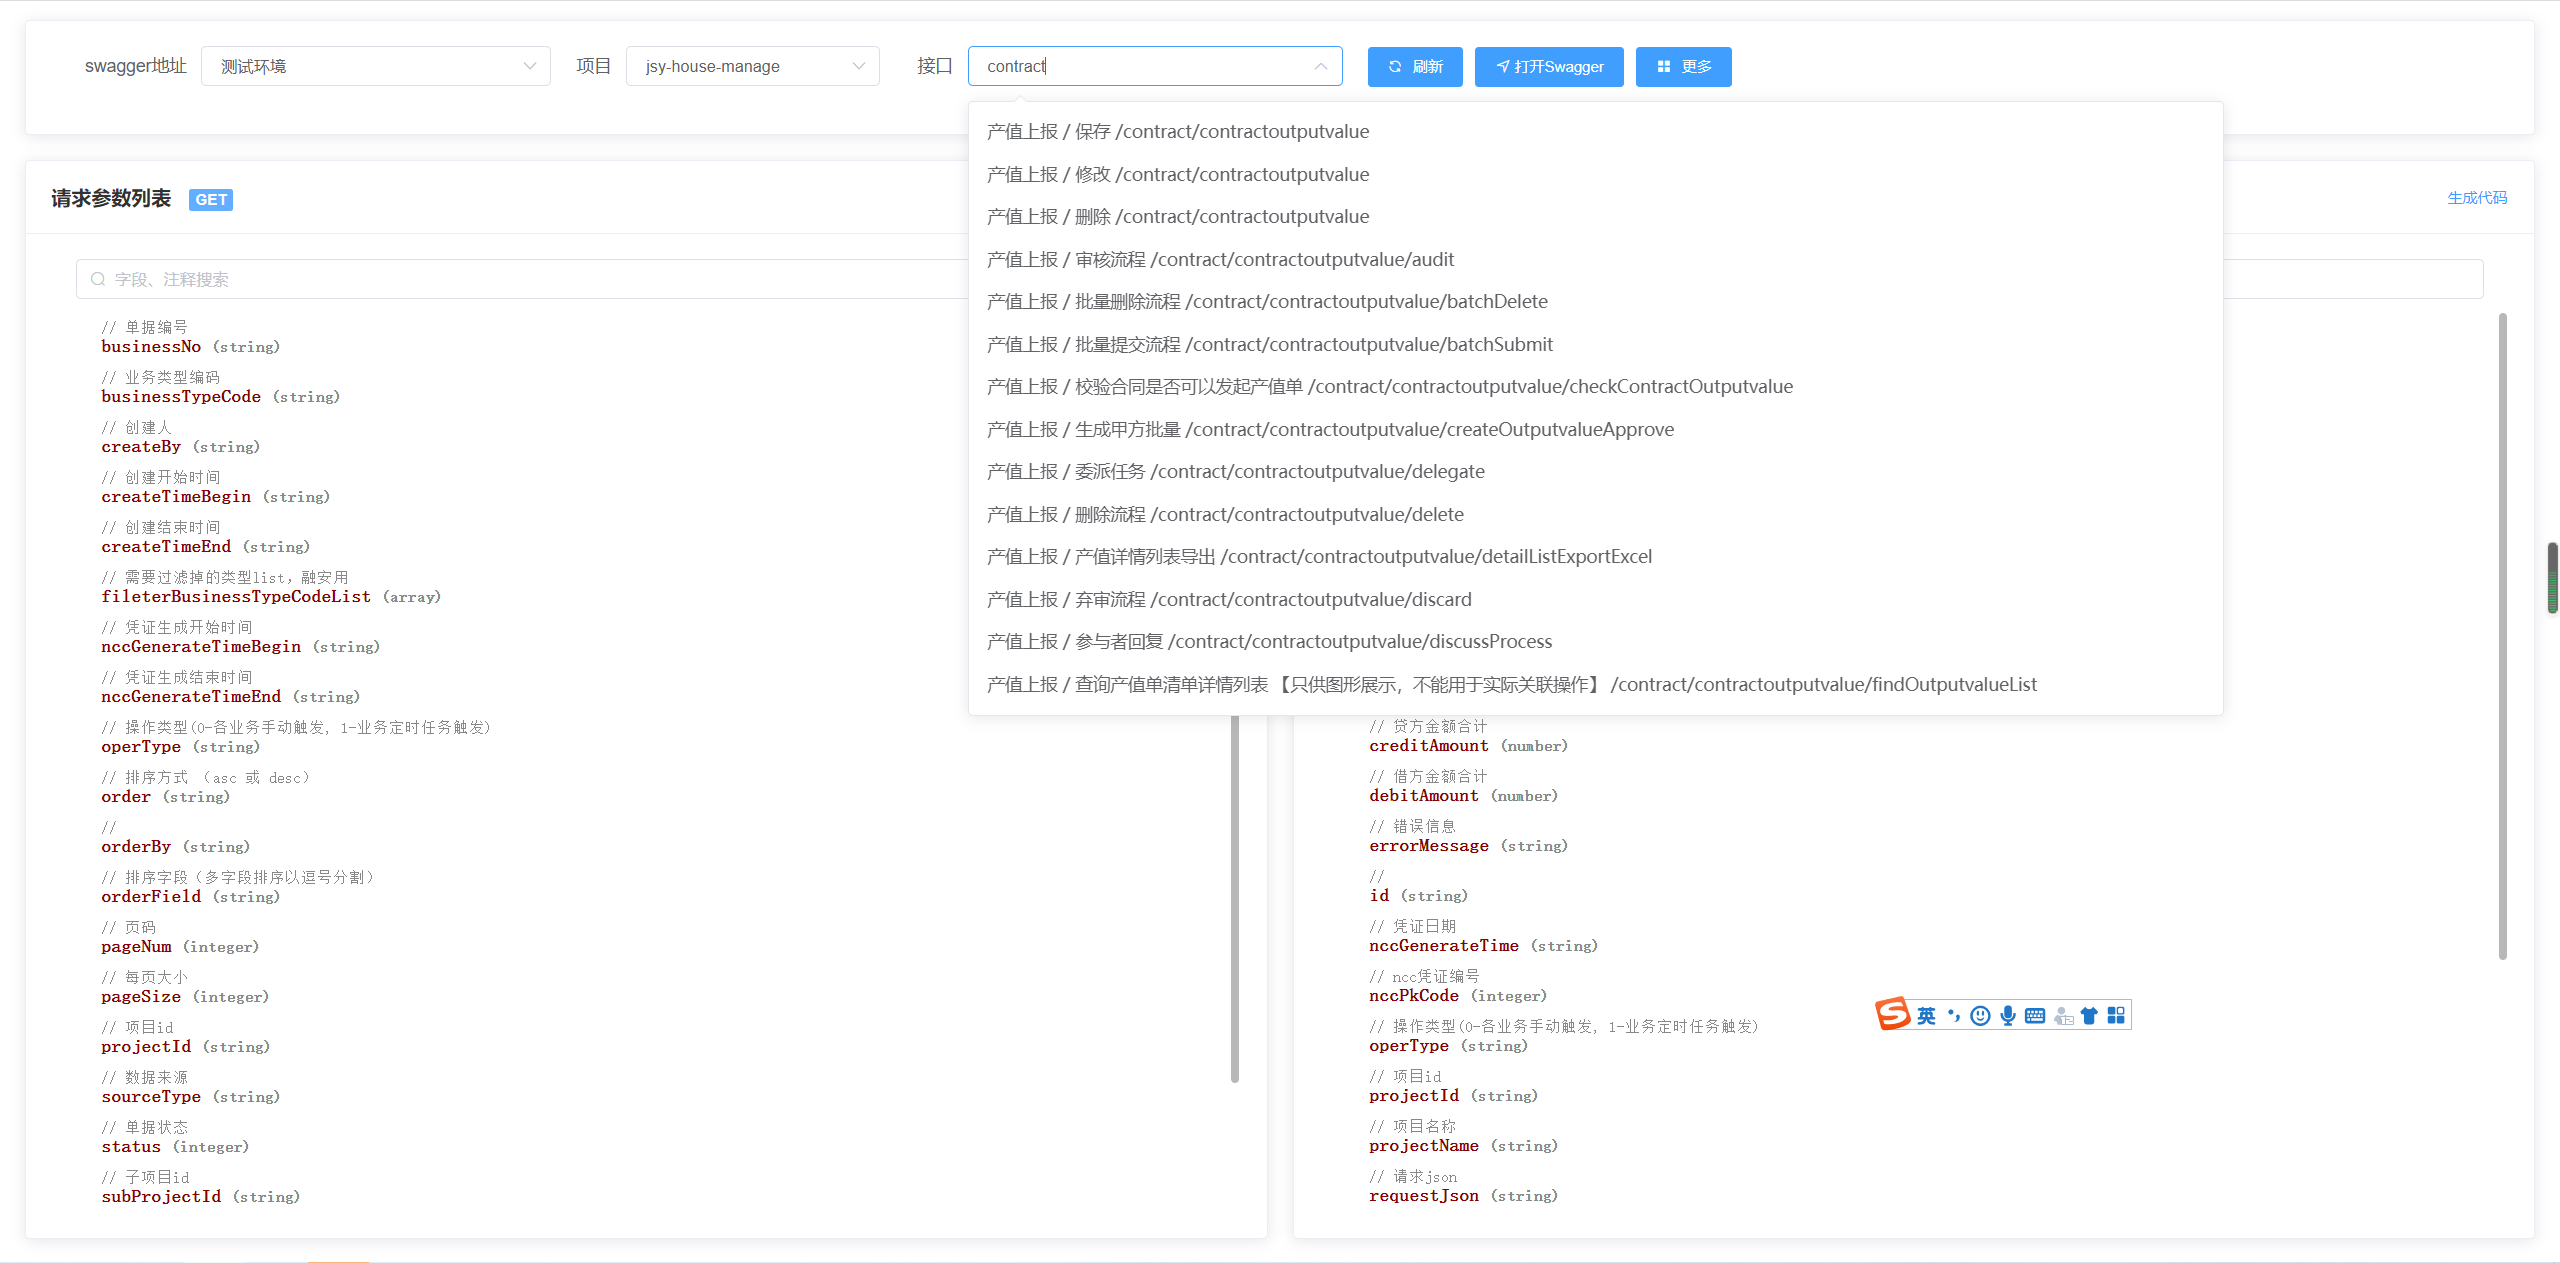 swagger地址 测试环境 项目 jsy-house-manage 接口 contract 刷新 打开Swagger 更多
产值上报 / 保存 /contract/contractoutputvalue
产值上报 / 修改 /contract/contractoutputvalue
产值上报 / 删除 /contract/contractoutputvalue
产值上报 / 审核流程 /contract/contractoutputvalue/audit
产值上报 / 批量删除流程 /contract/contractoutputvalue/batchDelete
产值上报 / 批量提交流程 /contract/contractoutputvalue/batchSubmit
产值上报 / 校验合同是否可以发起产值单 /contract/contractoutputvalue/checkContractOutputvalue
产值上报 / 生成甲方批量 /contract/contractoutputvalue/createOutputvalueApprove
产值上报 / 委派任务 /contract/contractoutputvalue/delegate
产值上报 / 删除流程 /contract/contractoutputvalue/delete
产值上报 / 产值详情列表导出 /contract/contractoutputvalue/detailListExportExcel
产值上报 / 弃审流程 /contract/contractoutputvalue/discard
产值上报 / 参与者回复 /contract/contractoutputvalue/discussProcess
产值上报 / 查询产值单清单详情列表 【只供图形展示，不能用于实际关联操作】 /contract/contractoutputvalue/findOutputvalueList
请求参数列表 GET
生成代码
字段、注释搜索
// 单据编号
businessNo (string)
// 业务类型编码
businessTypeCode (string)
// 创建人
createBy (string)
// 创建开始时间
createTimeBegin (string)
// 创建结束时间
createTimeEnd (string)
// 需要过滤掉的类型list，融安用
fileterBusinessTypeCodeList (array)
// 凭证生成开始时间
nccGenerateTimeBegin (string)
// 凭证生成结束时间
nccGenerateTimeEnd (string)
// 操作类型(0-各业务手动触发，1-业务定时任务触发)
operType (string)
// 排序方式 （asc 或 desc）
order (string)
//
orderBy (string)
// 排序字段（多字段排序以逗号分割）
orderField (string)
// 页码
pageNum (integer)
// 每页大小
pageSize (integer)
// 项目id
projectId (string)
// 数据来源
sourceType (string)
// 单据状态
status (integer)
// 子项目id
subProjectId (string)
// 贷方金额合计
creditAmount (number)
// 借方金额合计
debitAmount (number)
// 错误信息
errorMessage (string)
//
id (string)
// 凭证日期
nccGenerateTime (string)
// ncc凭证编号
nccPkCode (integer)
// 操作类型(0-各业务手动触发，1-业务定时任务触发)
operType (string)
// 项目id
projectId (string)
// 项目名称
projectName (string)
// 请求json
requestJson (string)
英